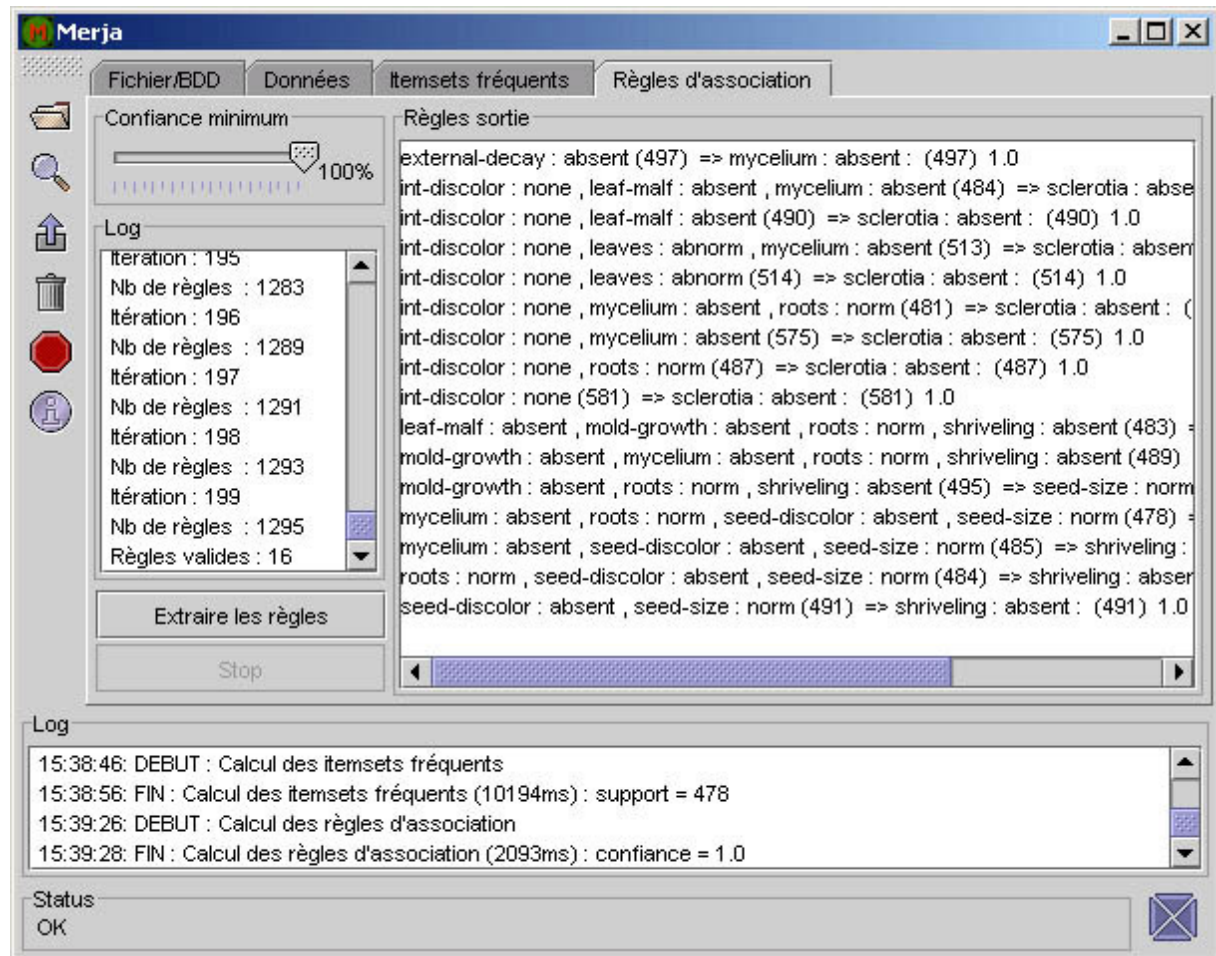 Merja
Fichier/BDD
Données
Itemsets fréquents
Règles d'association
Confiance minimum
100%
Log
Itération : 195
Nb de règles : 1283
Itération : 196
Nb de règles : 1289
Itération : 197
Nb de règles : 1291
Itération : 198
Nb de règles : 1293
Itération : 199
Nb de règles : 1295
Règles valides : 16
Extraire les règles
Stop
Règles sortie
external-decay : absent (497) => mycelium : absent : (497) 1.0
int-discolor : none , leaf-malf : absent , mycelium : absent (484) => sclerotia : abse
int-discolor : none , leaf-malf : absent (490) => sclerotia : absent : (490) 1.0
int-discolor : none , leaves : abnorm , mycelium : absent (513) => sclerotia : absen
int-discolor : none , leaves : abnorm (514) => sclerotia : absent : (514) 1.0
int-discolor : none , mycelium : absent , roots : norm (481) => sclerotia : absent : (
int-discolor : none , mycelium : absent (575) => sclerotia : absent : (575) 1.0
int-discolor : none , roots : norm (487) => sclerotia : absent : (487) 1.0
int-discolor : none (581) => sclerotia : absent : (581) 1.0
leaf-malf : absent , mold-growth : absent , roots : norm , shriveling : absent (483) =
mold-growth : absent , mycelium : absent , roots : norm , shriveling : absent (489)
mold-growth : absent , roots : norm , shriveling : absent (495) => seed-size : norm
mycelium : absent , roots : norm , seed-discolor : absent , seed-size : norm (478) =
mycelium : absent , seed-discolor : absent , seed-size : norm (485) => shriveling :
roots : norm , seed-discolor : absent , seed-size : norm (484) => shriveling : absen
seed-discolor : absent , seed-size : norm (491) => shriveling : absent : (491) 1.0
Log
15:38:46: DEBUT : Calcul des itemsets fréquents
15:38:56: FIN : Calcul des itemsets fréquents (10194ms) : support = 478
15:39:26: DEBUT : Calcul des règles d'association
15:39:28: FIN : Calcul des règles d'association (2093ms) : confiance = 1.0
Status
OK